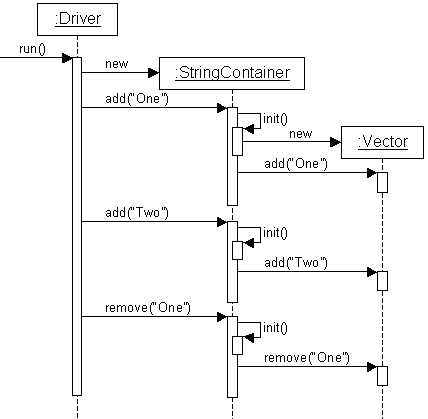 :Driver
run()
new
:StringContainer
add("One")
init()
new
:Vector
add("One")
add("Two")
init()
add("Two")
remove("One")
init()
remove("One")